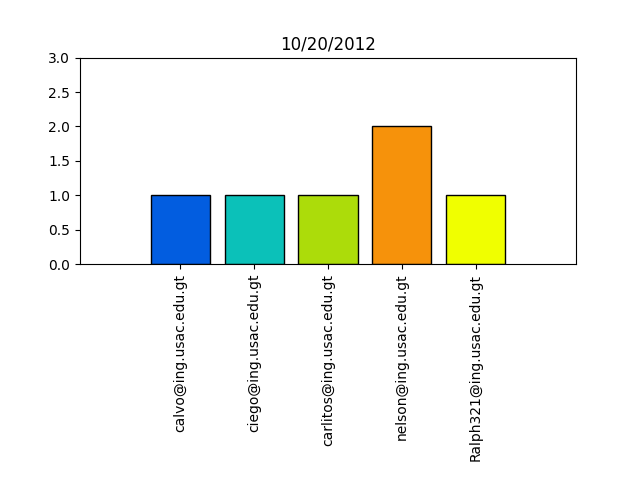 10/20/2012
3.0
2.5
2.0
1.5
1.0
0.5
0.0
calvo@ing.usac.edu.gt
ciego@ing.usac.edu.gt
carlitos@ing.usac.edu.gt
nelson@ing.usac.edu.gt
Ralph321@ing.usac.edu.gt